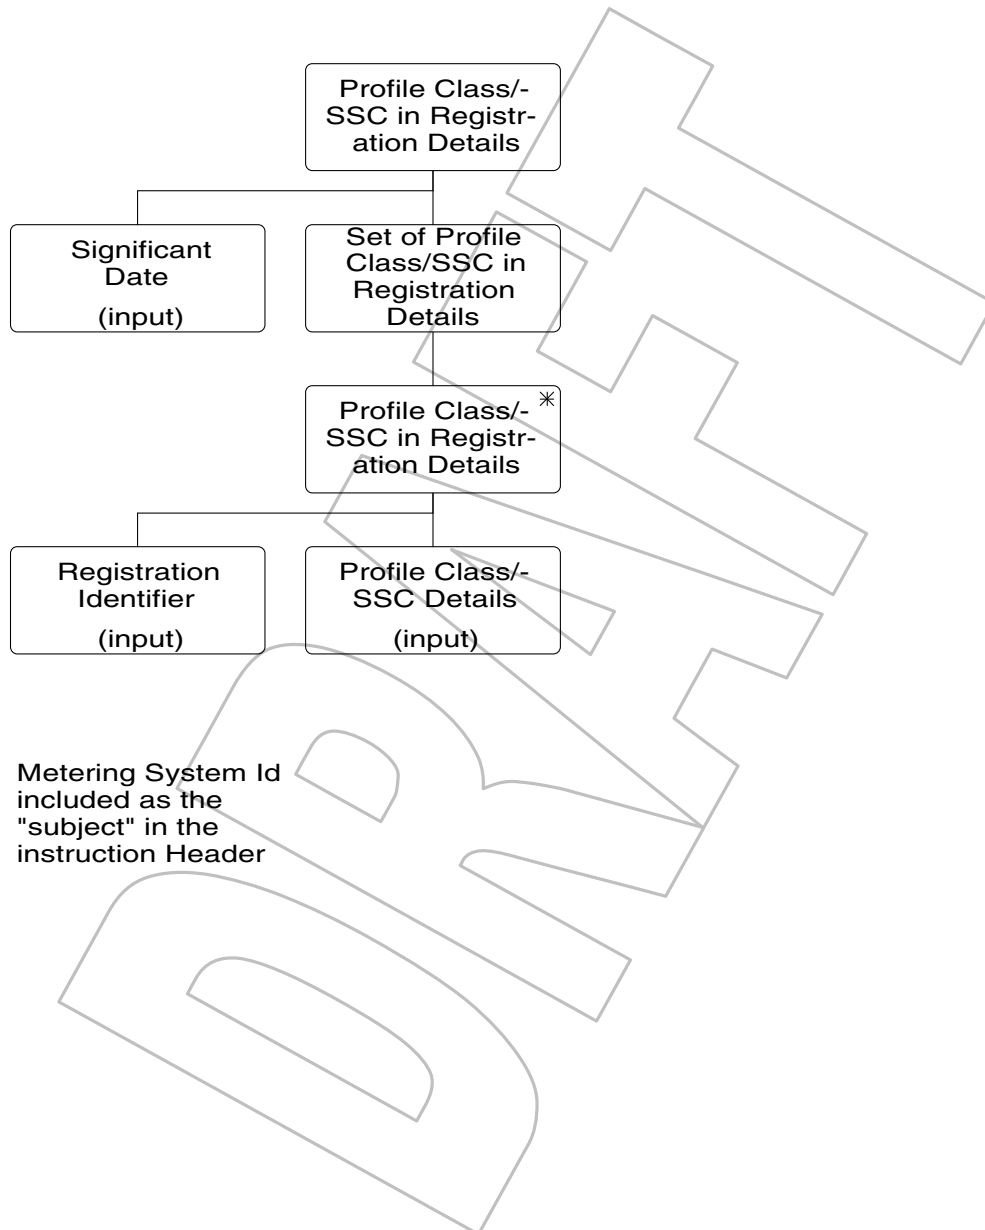 Profile Class/-
SSC in Registr-
ation Details
Significant
Date
(input)
Set of Profile
Class/SSC in
Registration
Details
Profile Class/-
SSC in Registr-
ation Details
*
Registration
Identifier
(input)
Profile Class/-
SSC Details
(input)
Metering System Id
included as the
"subject" in the
instruction Header
DRAFT